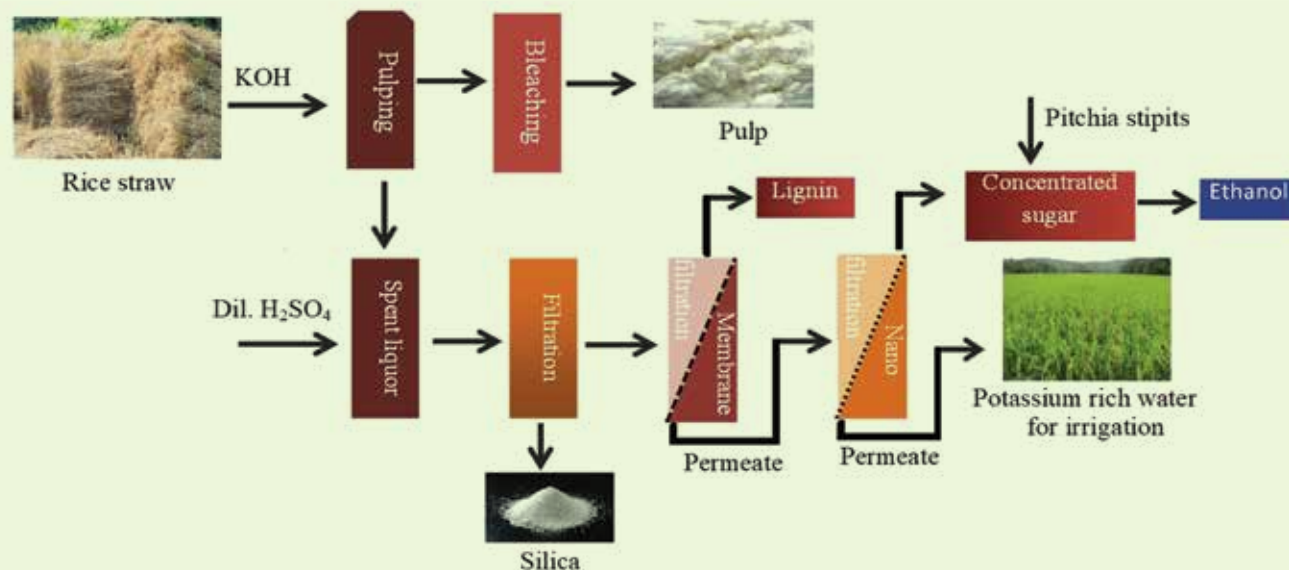 Rice straw
KOH
Pulping
Bleaching
Pulp
Pitchia stipits
Concentrated
sugar
Ethanol
Lignin
Dil. H₂SO₄
Spent liquor
Filtration
Silica
Membrane
filtration
Permeate
Nano
filtration
Permeate
Potassium rich water
for irrigation